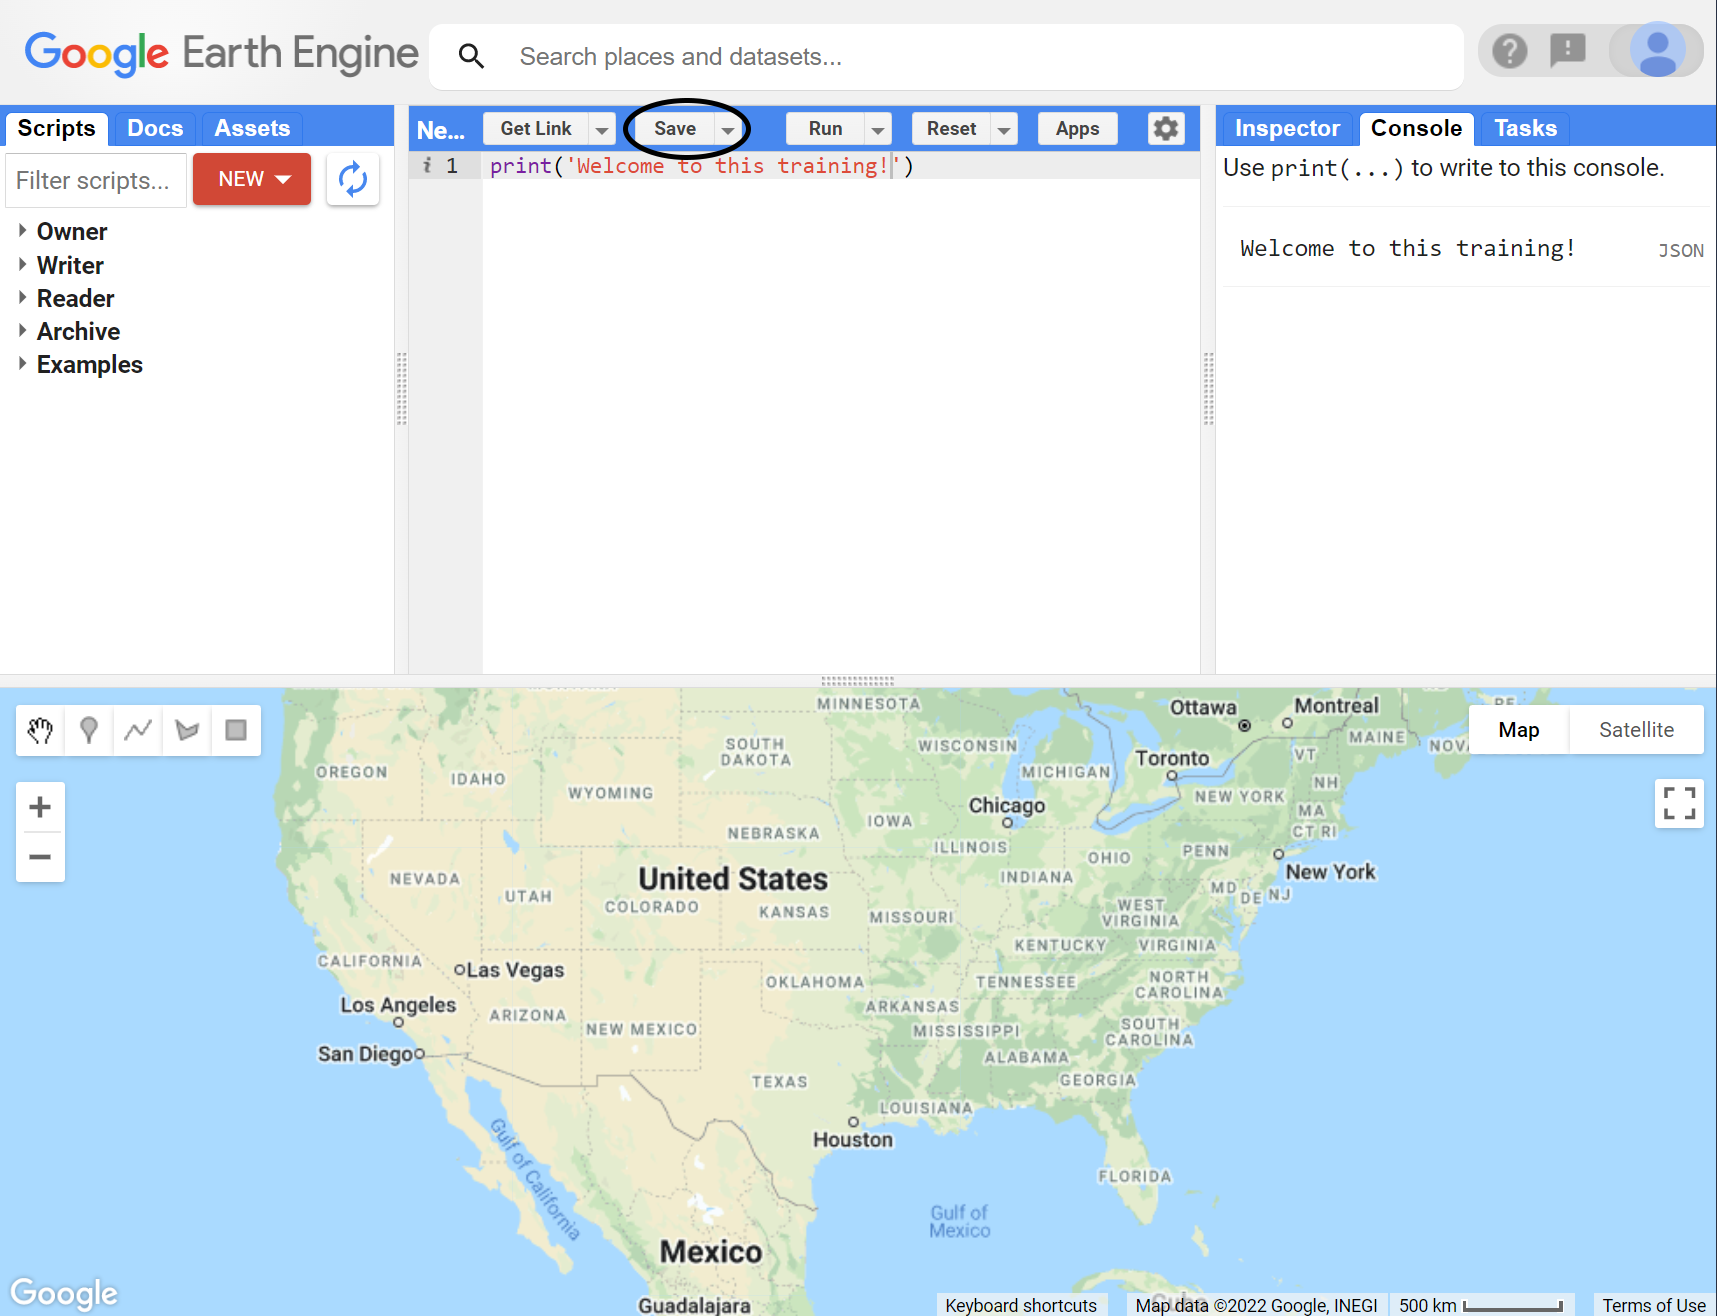 Google Earth Engine
Search places and datasets...
Scripts Docs Assets
Filter scripts... NEW
Owner
Writer
Reader
Archive
Examples
Ne... Get Link Save Run Reset Apps
i 1 print('Welcome to this training!')
Inspector Console Tasks
Use print(...) to write to this console.
Welcome to this training! JSON
Map Satellite
MINNESOTA
Ottawa
Montreal
MAINE
SOUTH
DAKOTA
WISCONSIN
MICHIGAN
Toronto
VT
NH
OREGON
IDAHO
WYOMING
NEW YORK
MA
CT RI
Chicago
IOWA
NEBRASKA
ILLINOIS
OHIO
PENN
New York
NEVADA
UTAH
United States
COLORADO
KANSAS
MISSOURI
INDIANA
MD
DE
NJ
WEST
VIRGINIA
KENTUCKY
VIRGINIA
CALIFORNIA
Las Vegas
OKLAHOMA
TENNESSEE
NORTH
CAROLINA
Los Angeles
ARIZONA
NEW MEXICO
ARKANSAS
MISSISSIPPI
SOUTH
CAROLINA
San Diego
ALABAMA
TEXAS
GEORGIA
LOUISIANA
Houston
Gulf of California
FLORIDA
Gulf of
Mexico
Mexico
Guadalajara
Cuba
Google
Keyboard shortcuts Map data ©2022 Google, INEGI 500 km Terms of Use